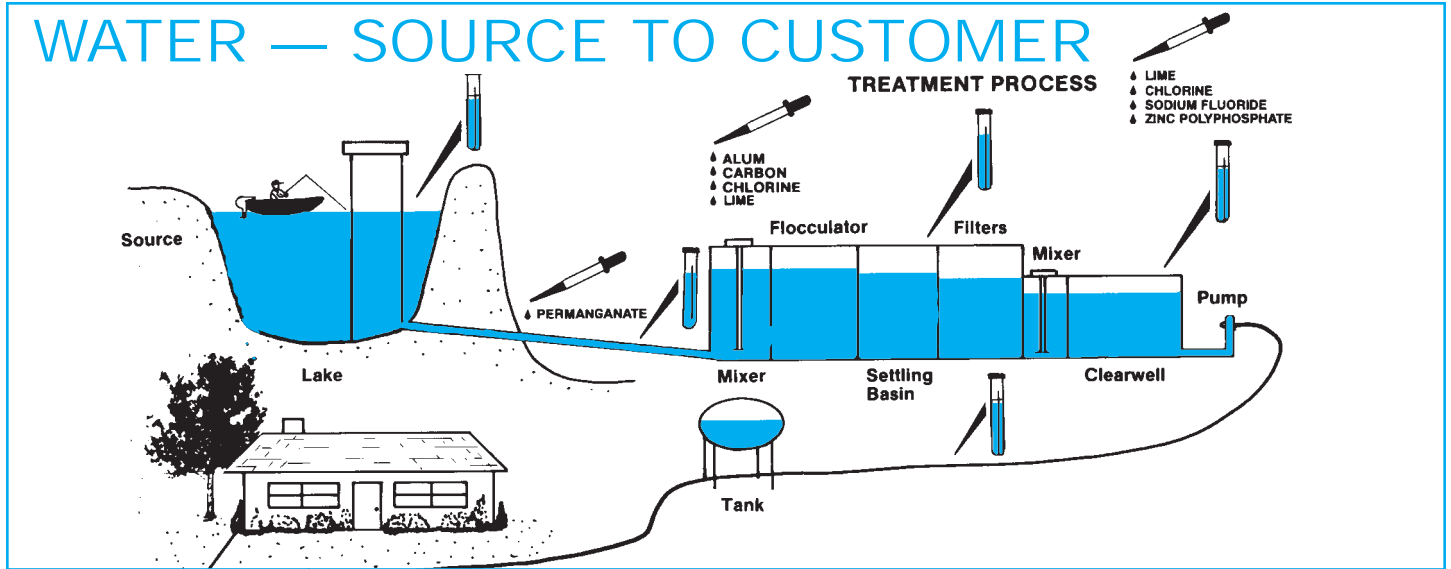 WATER — SOURCE TO CUSTOMER
TREATMENT PROCESS
LIME
CHLORINE
SODIUM FLUORIDE
ZINC POLYPHOSPHATE
ALUM
CARBON
CHLORINE
LIME
Flocculator
Filters
Source
Mixer
PERMANGANATE
Pump
Lake
Mixer
Settling
Basin
Clearwell
Tank